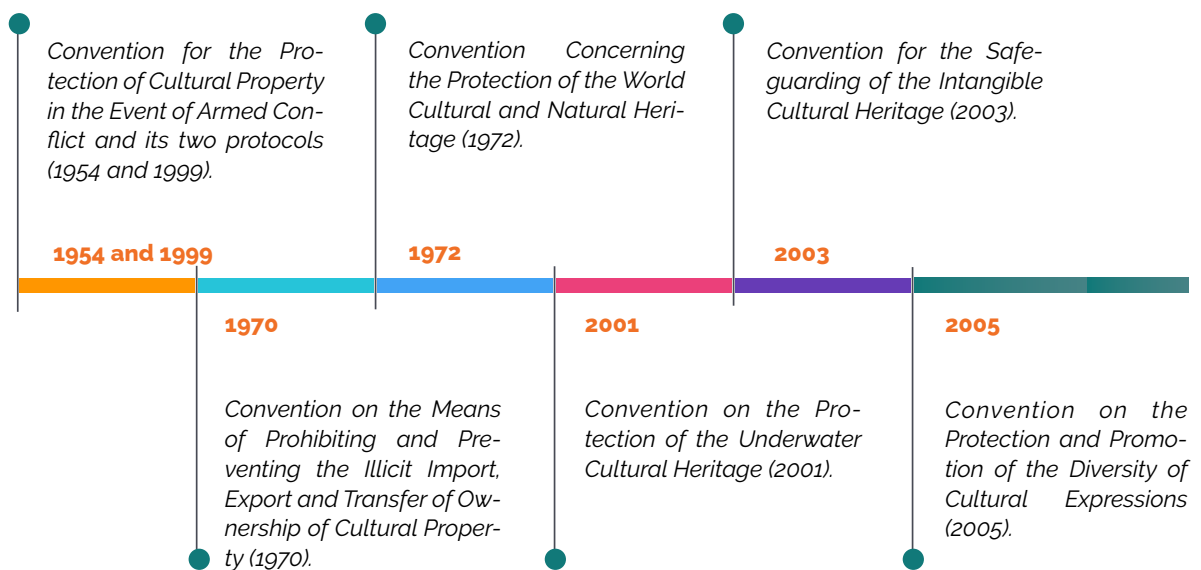 Convention for the Pro-
tection of Cultural Property
in the Event of Armed Con-
flict and its two protocols
(1954 and 1999).
Convention Concerning
the Protection of the World
Cultural and Natural Heri-
tage (1972).
Convention for the Safe-
guarding of the Intangible
Cultural Heritage (2003).
1954 and 1999
1972
2003
1970
2001
2005
Convention on the Means
of Prohibiting and Pre-
venting the Illicit Import,
Export and Transfer of Ow-
nership of Cultural Proper-
ty (1970).
Convention on the Pro-
tection of the Underwater
Cultural Heritage (2001).
Convention on the
Protection and Promo-
tion of the Diversity of
Cultural Expressions
(2005).